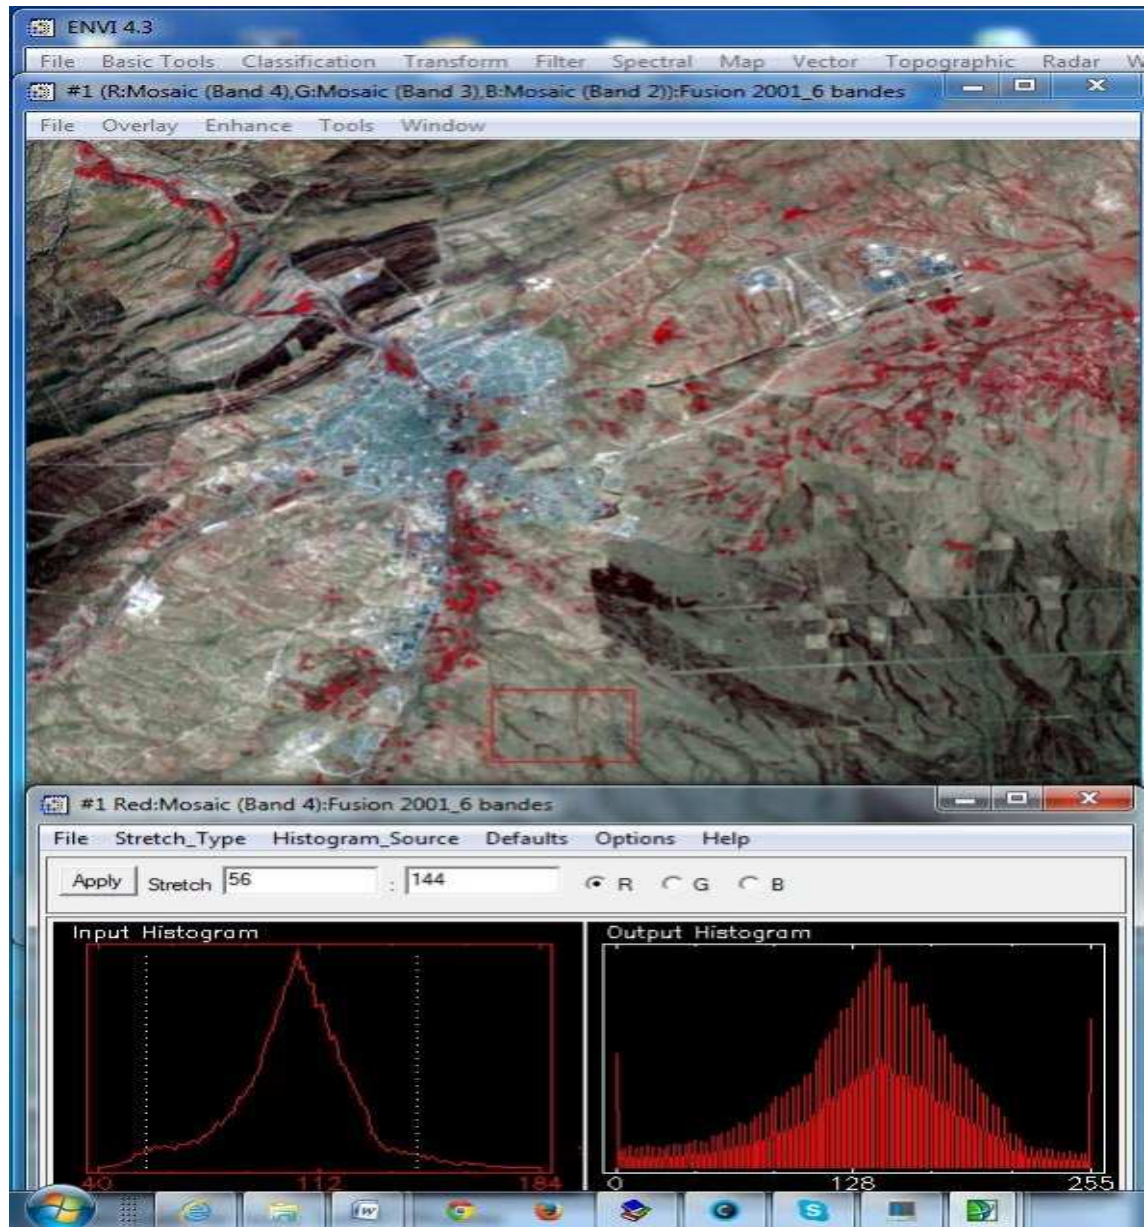 ENVI 4.3
File Basic Tools Classification Transform Filter Spectral Map Vector Topographic Radar W
#1 (R:Mosaic (Band 4),G:Mosaic (Band 3),B:Mosaic (Band 2)):Fusion 2001_6 bandes
File Overlay Enhance Tools Window
#1 Red:Mosaic (Band 4):Fusion 2001_6 bandes
File Stretch_Type Histogram_Source Defaults Options Help
Apply Stretch 56 : 144 R G B
Input Histogram Output Histogram
40 112 184 0 128 255